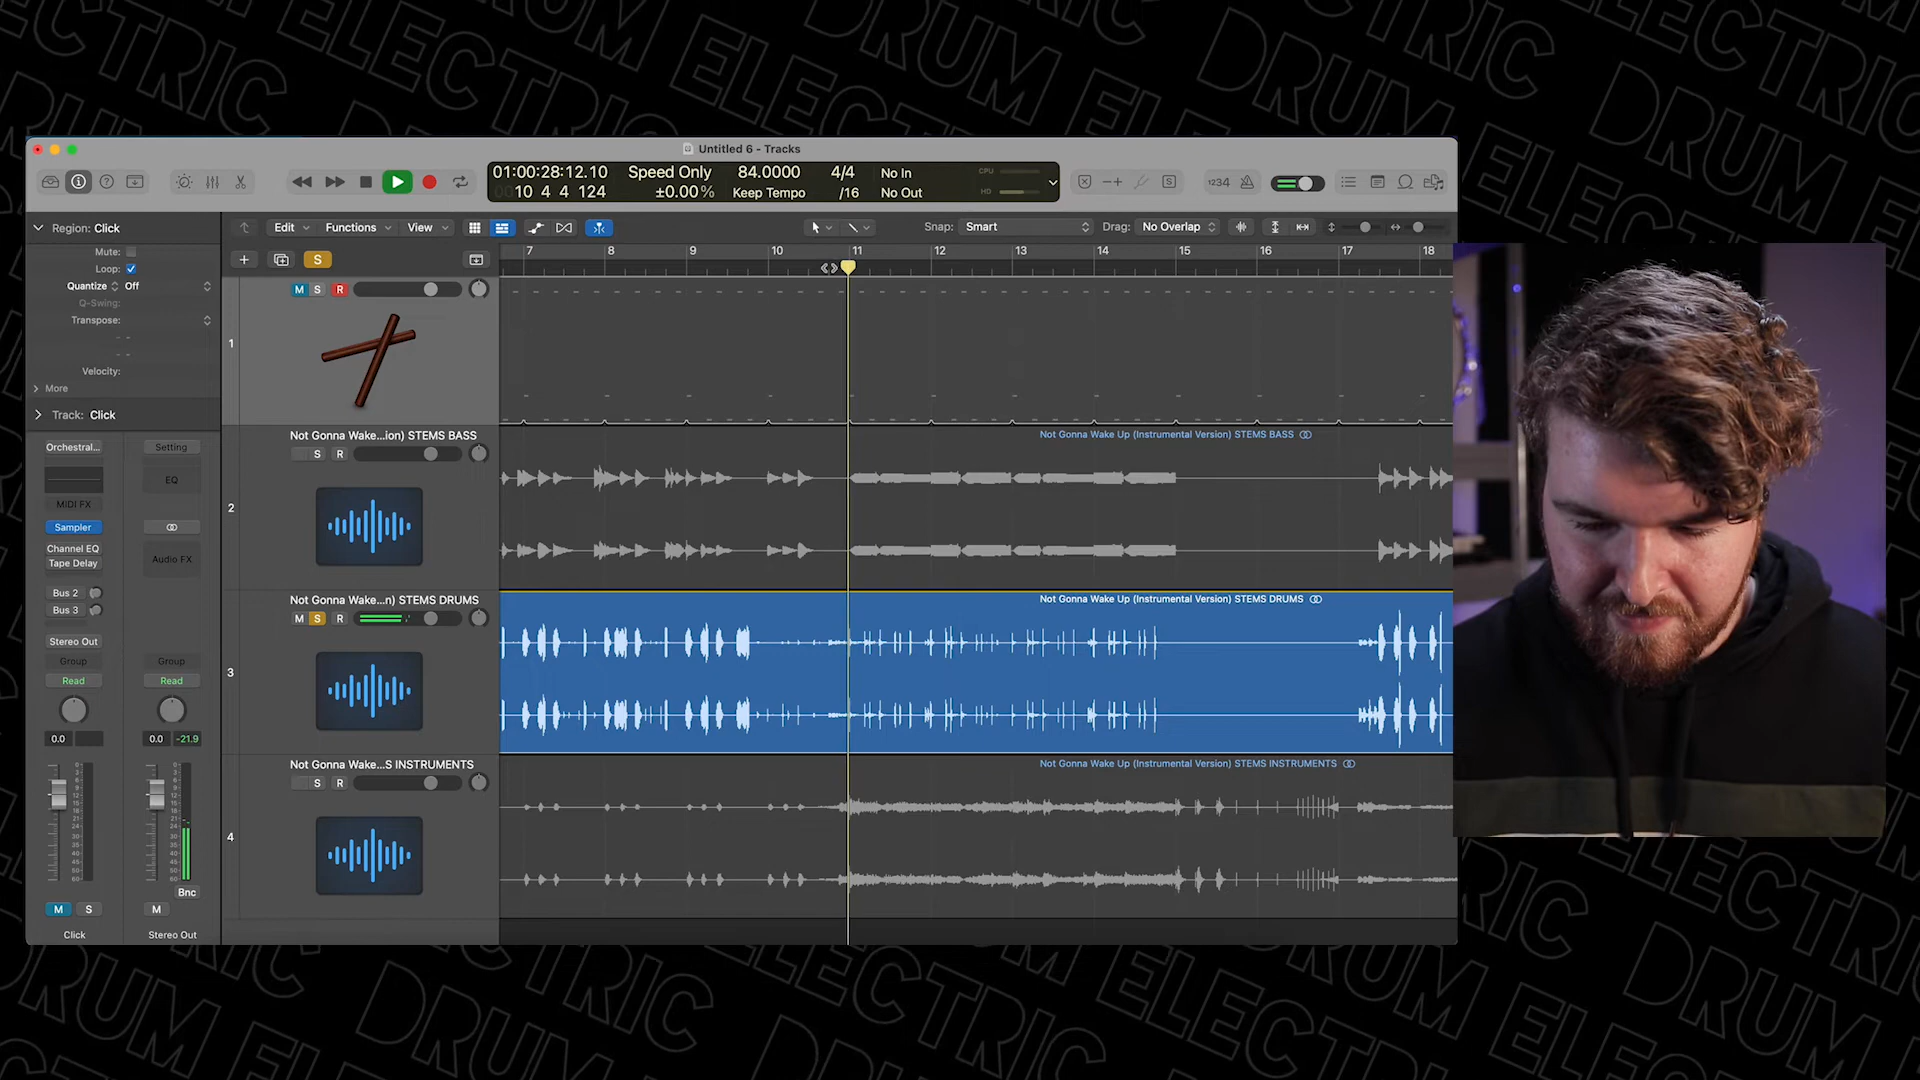 Untitled 6 - Tracks
01:00:28:12.10
10 4 4 124
Speed Only
±0.00%
84.0000
Keep Tempo
4/4
/16
No In
No Out
CPU
HD
1234
S
Region: Click
Mute:
Loop:
Quantize Off
Q-Swing:
Transpose:
Velocity:
More
Track: Click
Edit Functions View
Snap: Smart
Drag: No Overlap
S
7 8 9 10 11 12 13 14 15 16 17 18
1
M S R
2
Not Gonna Wake...ion) STEMS BASS
S R
Not Gonna Wake Up (Instrumental Version) STEMS BASS
3
Not Gonna Wake...n) STEMS DRUMS
M S R
Not Gonna Wake Up (Instrumental Version) STEMS DRUMS
4
Not Gonna Wake...S INSTRUMENTS
S R
Not Gonna Wake Up (Instrumental Version) STEMS INSTRUMENTS
Orchestral... Setting
EQ
MIDI FX
Sampler
Channel EQ
Tape Delay
Audio FX
Bus 2
Bus 3
Stereo Out
Group Group
Read Read
0.0 0.0 -21.9
Bnc
M S M
Click Stereo Out
ELECTRIC DRUM